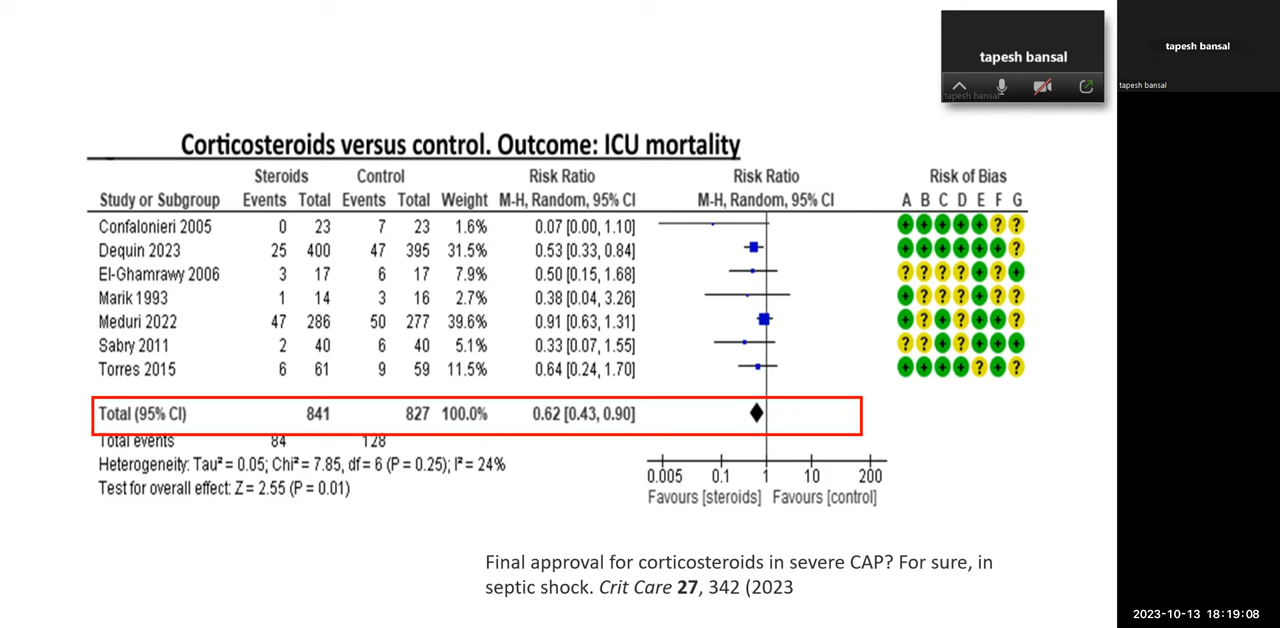 tapesh bansal
tapesh bansal
tapesh bansal
tapesh bansal
Corticosteroids versus control. Outcome: ICU mortality
Steroids Control Risk Ratio Risk Ratio Risk of Bias
Study or Subgroup Events Total Events Total Weight M-H, Random, 95% CI M-H, Random, 95% CI A B C D E F G
Confalonieri 2005 0 23 7 23 1.6% 0.07 [0.00, 1.10] + + + + + ? ?
Dequin 2023 25 400 47 395 31.5% 0.53 [0.33, 0.84] + + + + + + ?
El-Ghamrawy 2006 3 17 6 17 7.9% 0.50 [0.15, 1.68] ? ? ? ? + ? +
Marik 1993 1 14 3 16 2.7% 0.38 [0.04, 3.26] + ? ? ? + ? ?
Meduri 2022 47 286 50 277 39.6% 0.91 [0.63, 1.31] + ? + ? + + ?
Sabry 2011 2 40 6 40 5.1% 0.33 [0.07, 1.55] ? ? + ? + + +
Torres 2015 6 61 9 59 11.5% 0.64 [0.24, 1.70] + + + + ? + ?
Total (95% CI) 841 827 100.0% 0.62 [0.43, 0.90]
Total events 84 128
Heterogeneity: Tau² = 0.05; Chi² = 7.85, df = 6 (P = 0.25); I² = 24%
Test for overall effect: Z = 2.55 (P = 0.01)
0.005 0.1 1 10 200
Favours [steroids] Favours [control]
Final approval for corticosteroids in severe CAP? For sure, in
septic shock. Crit Care 27, 342 (2023
2023-10-13 18:19:08